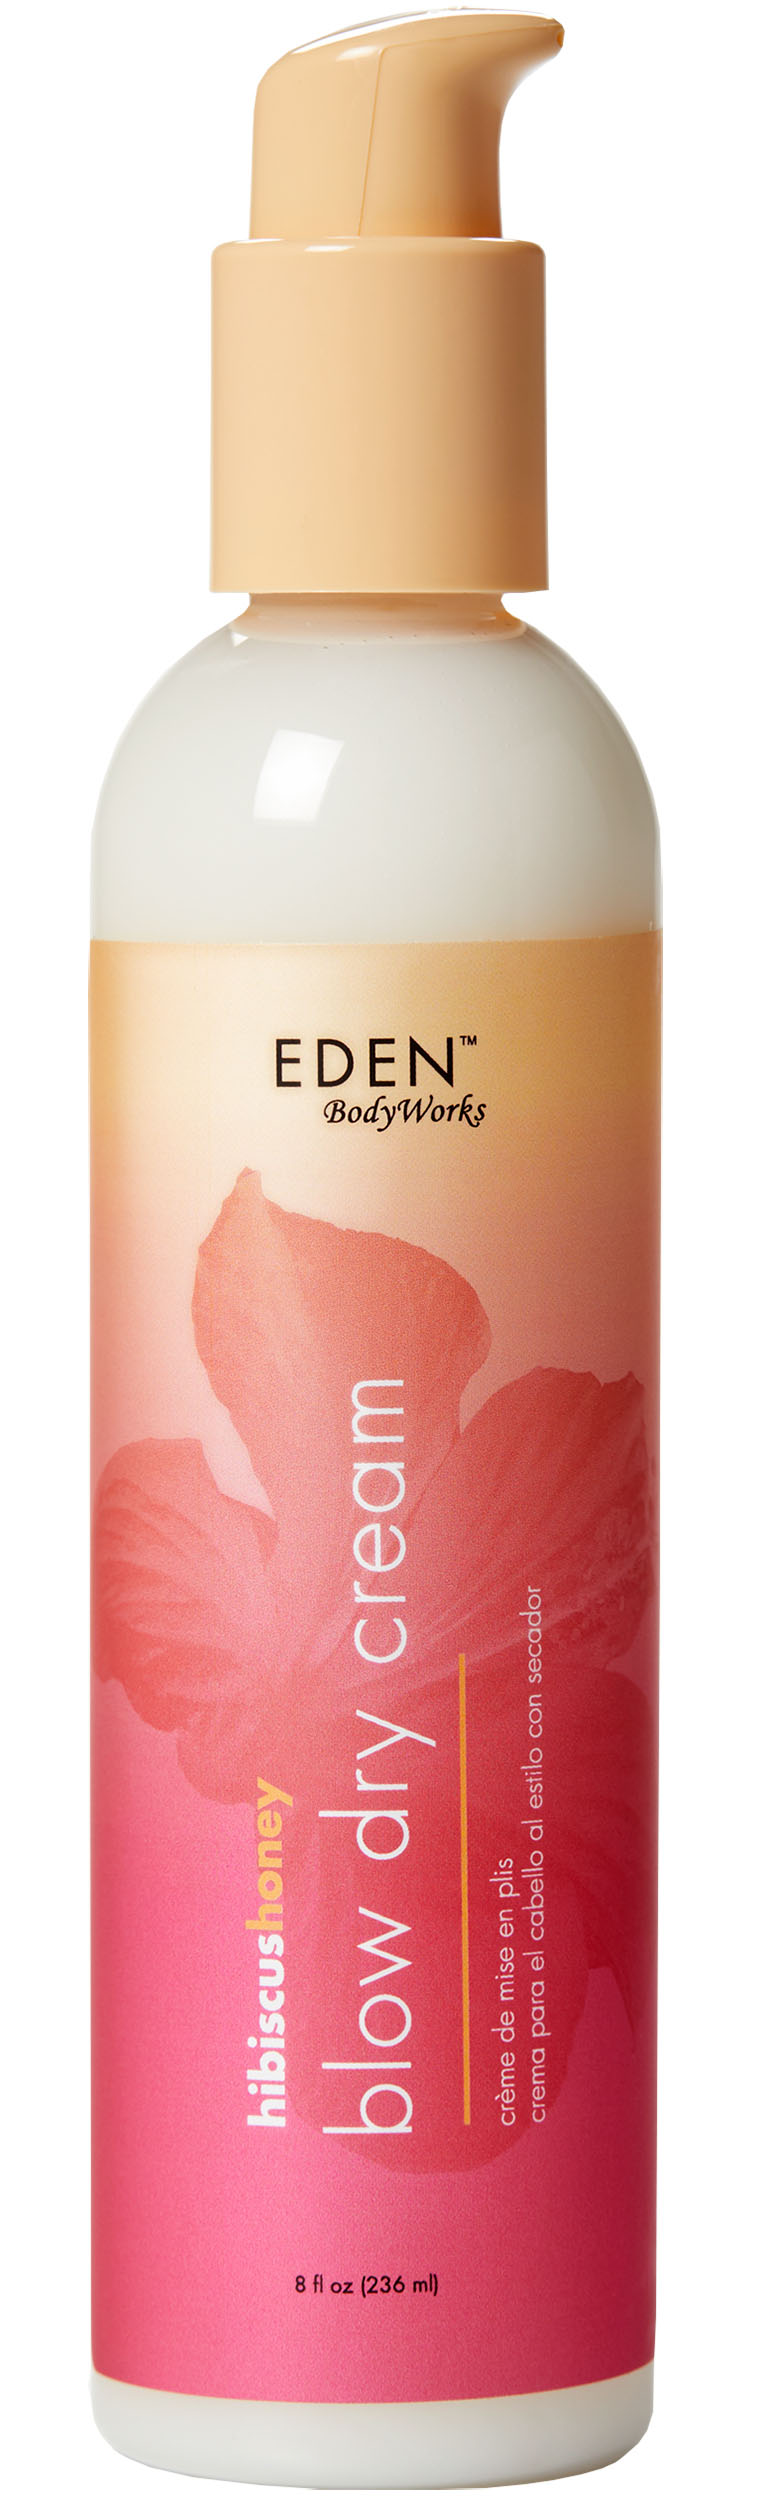 EDEN™
BodyWorks
hibiscushoney
blow dry cream
crème de mise en plis
crema para el cabello al estilo con secador
8 fl oz (236 ml)